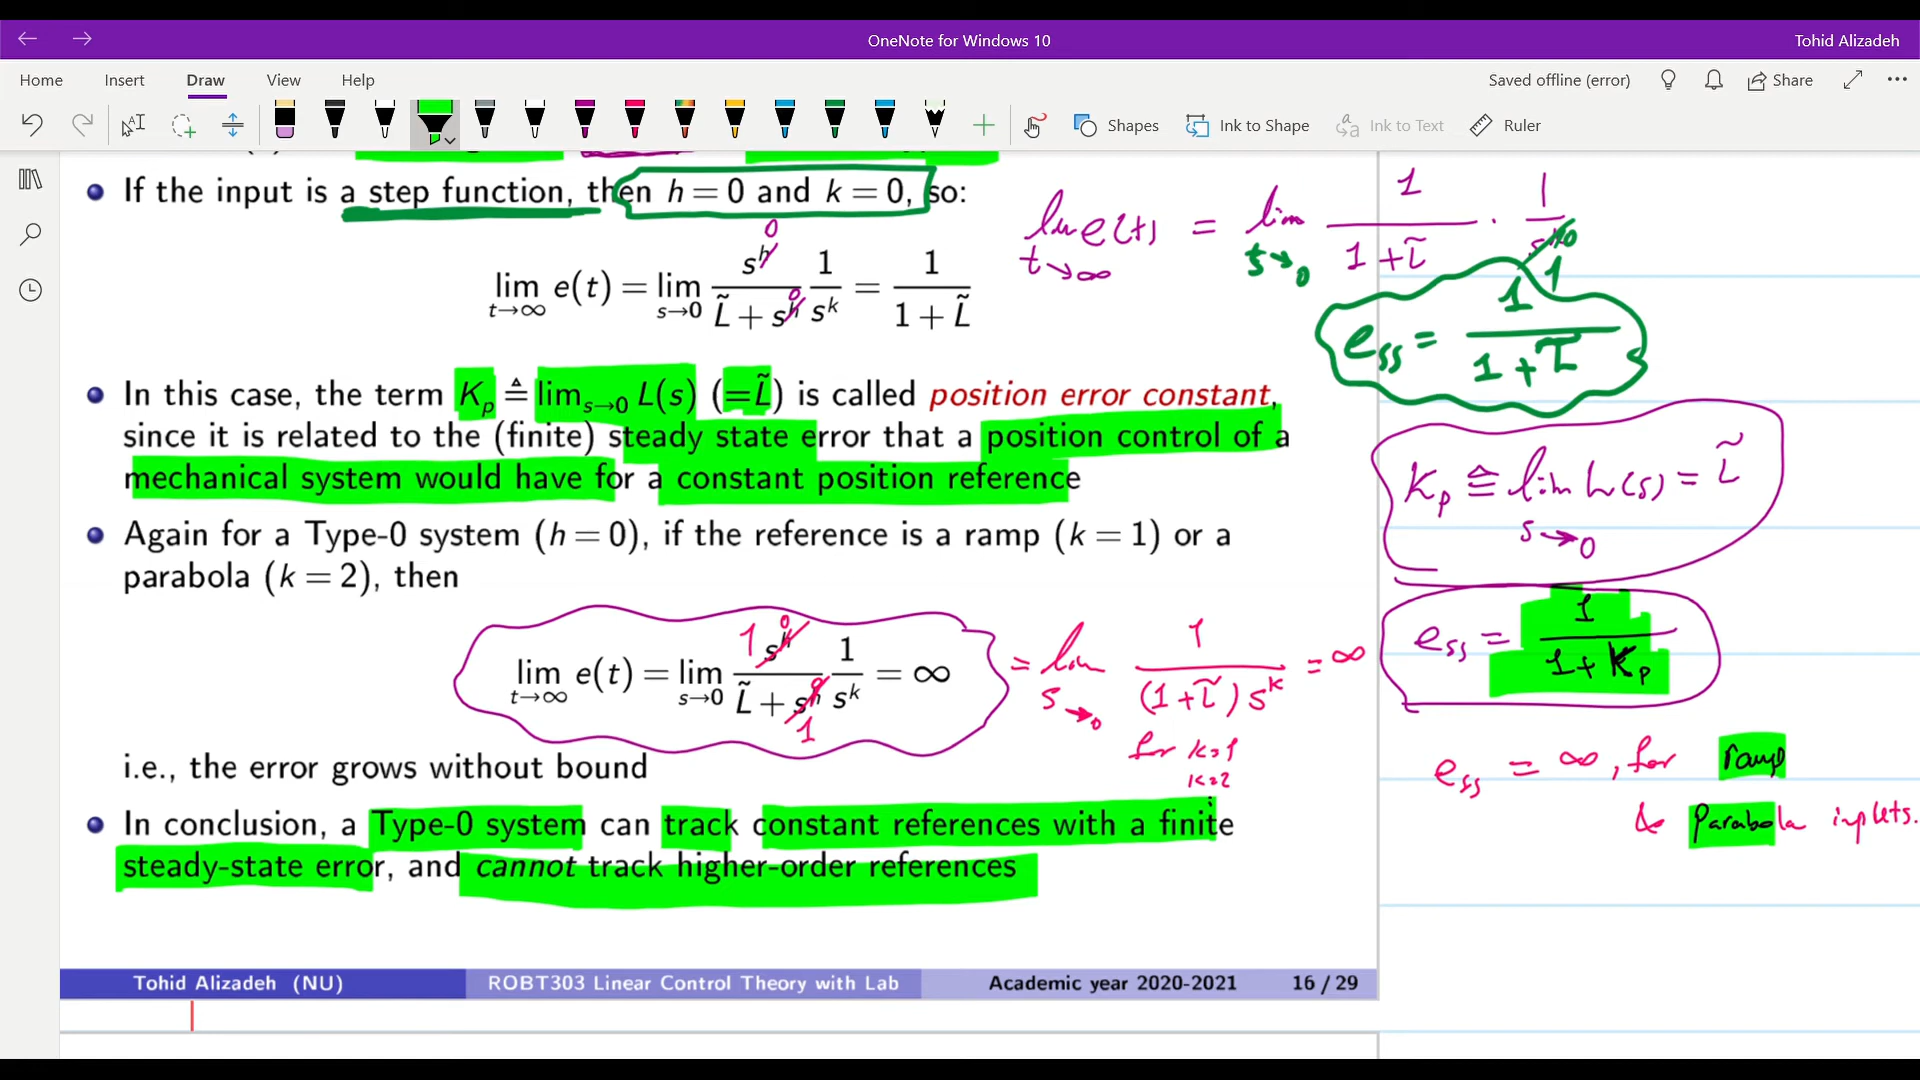 OneNote for Windows 10
Tohid Alizadeh
Home Insert Draw View Help
Saved offline (error) Share
Shapes Ink to Shape Ink to Text Ruler
If the input is a step function, then h = 0 and k = 0, so:
lim t→∞ e(t) = lim s→0 s^h / (L̃ + s^h) 1 / s^k = 1 / (1 + L̃)
0
0
lim t→∞ e(t) = lim s→0 1 / (1 + L̃) · 1 /
1
e_ss = 1 / (1 + L̃)
In this case, the term K_p ≜ lim_{s→0} L(s) (= L̃) is called position error constant,
since it is related to the (finite) steady state error that a position control of a
mechanical system would have for a constant position reference
K_p ≜ lim s→0 L(s) = L̃
Again for a Type-0 system (h = 0), if the reference is a ramp (k = 1) or a
parabola (k = 2), then
e_ss = 1 / (1 + K_p)
lim t→∞ e(t) = lim s→0 s^h / (L̃ + s^h) 1 / s^k = ∞
1 0
0
1
= lim s→0 1 / ((1 + L̃) s^k) = ∞
for k=1
k=2
i.e., the error grows without bound
e_ss = ∞, for ramp
& Parabola inputs.
In conclusion, a Type-0 system can track constant references with a finite
steady-state error, and cannot track higher-order references
Tohid Alizadeh (NU) ROBT303 Linear Control Theory with Lab Academic year 2020-2021 16 / 29